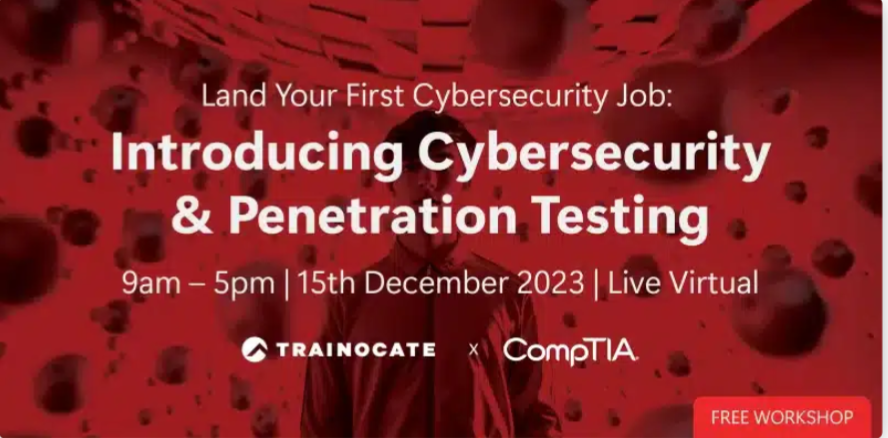 Land Your First Cybersecurity Job:
Introducing Cybersecurity
& Penetration Testing
9am – 5pm | 15th December 2023 | Live Virtual
TRAINOCATE x CompTIA.
FREE WORKSHOP